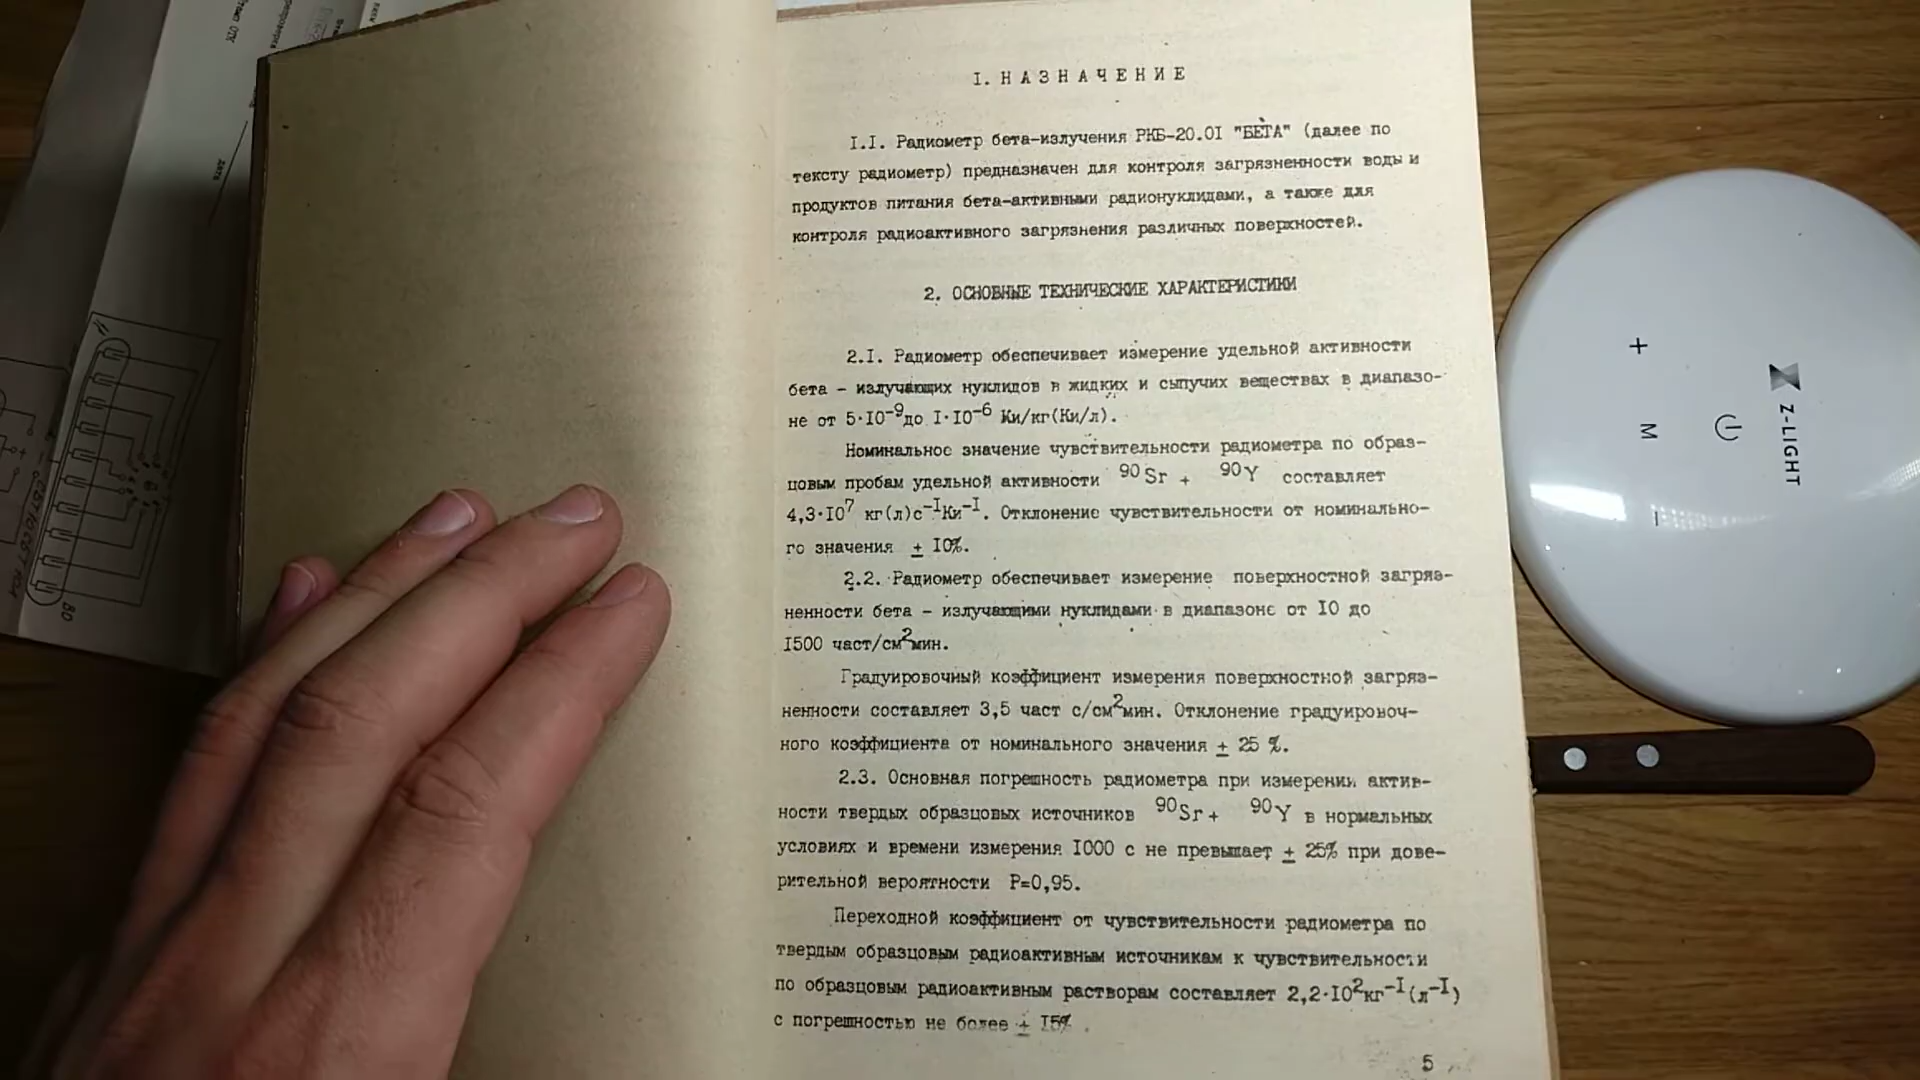 I. Н А З Н А Ч Е Н И Е
I.I. Радиометр бета-излучения РКБ-20.0I "БЕТА" (далее по
тексту радиометр) предназначен для контроля загрязненности воды и
продуктов питания бета-активными радионуклидами, а также для
контроля радиоактивного загрязнения различных поверхностей.
2. ОСНОВНЫЕ ТЕХНИЧЕСКИЕ ХАРАКТЕРИСТИКИ
2.I. Радиометр обеспечивает измерение удельной активности
бета - излучающих нуклидов в жидких и сыпучих веществах в диапазо-
не от 5·I0⁻⁹до I·I0⁻⁶ Ки/кг(Ки/л).
Номинальное значение чувствительности радиометра по образ-
цовым пробам удельной активности ⁹⁰Sr + ⁹⁰Y составляет
4,3·I0⁷ кг(л)с⁻ᴵКи⁻ᴵ. Отклонение чувствительности от номинально-
го значения ± I0%.
2.2. Радиометр обеспечивает измерение поверхностной загряз-
ненности бета - излучающими нуклидами в диапазоне от I0 до
I500 част/см²мин.
Градуировочный коэффициент измерения поверхностной загряз-
ненности составляет 3,5 част с/см²мин. Отклонение градуировоч-
ного коэффициента от номинального значения ± 25 %.
2.3. Основная погрешность радиометра при измерении актив-
ности твердых образцовых источников ⁹⁰Sr + ⁹⁰Y в нормальных
условиях и времени измерения I000 с не превышает ± 25% при дове-
рительной вероятности P=0,95.
Переходной коэффициент от чувствительности радиометра по
твердым образцовым радиоактивным источникам к чувствительности
по образцовым радиоактивным растворам составляет 2,2·I0²кг⁻ᴵ(л⁻ᴵ)
с погрешностью не более ± I5% .
5
+
M
−
Z-LIGHT